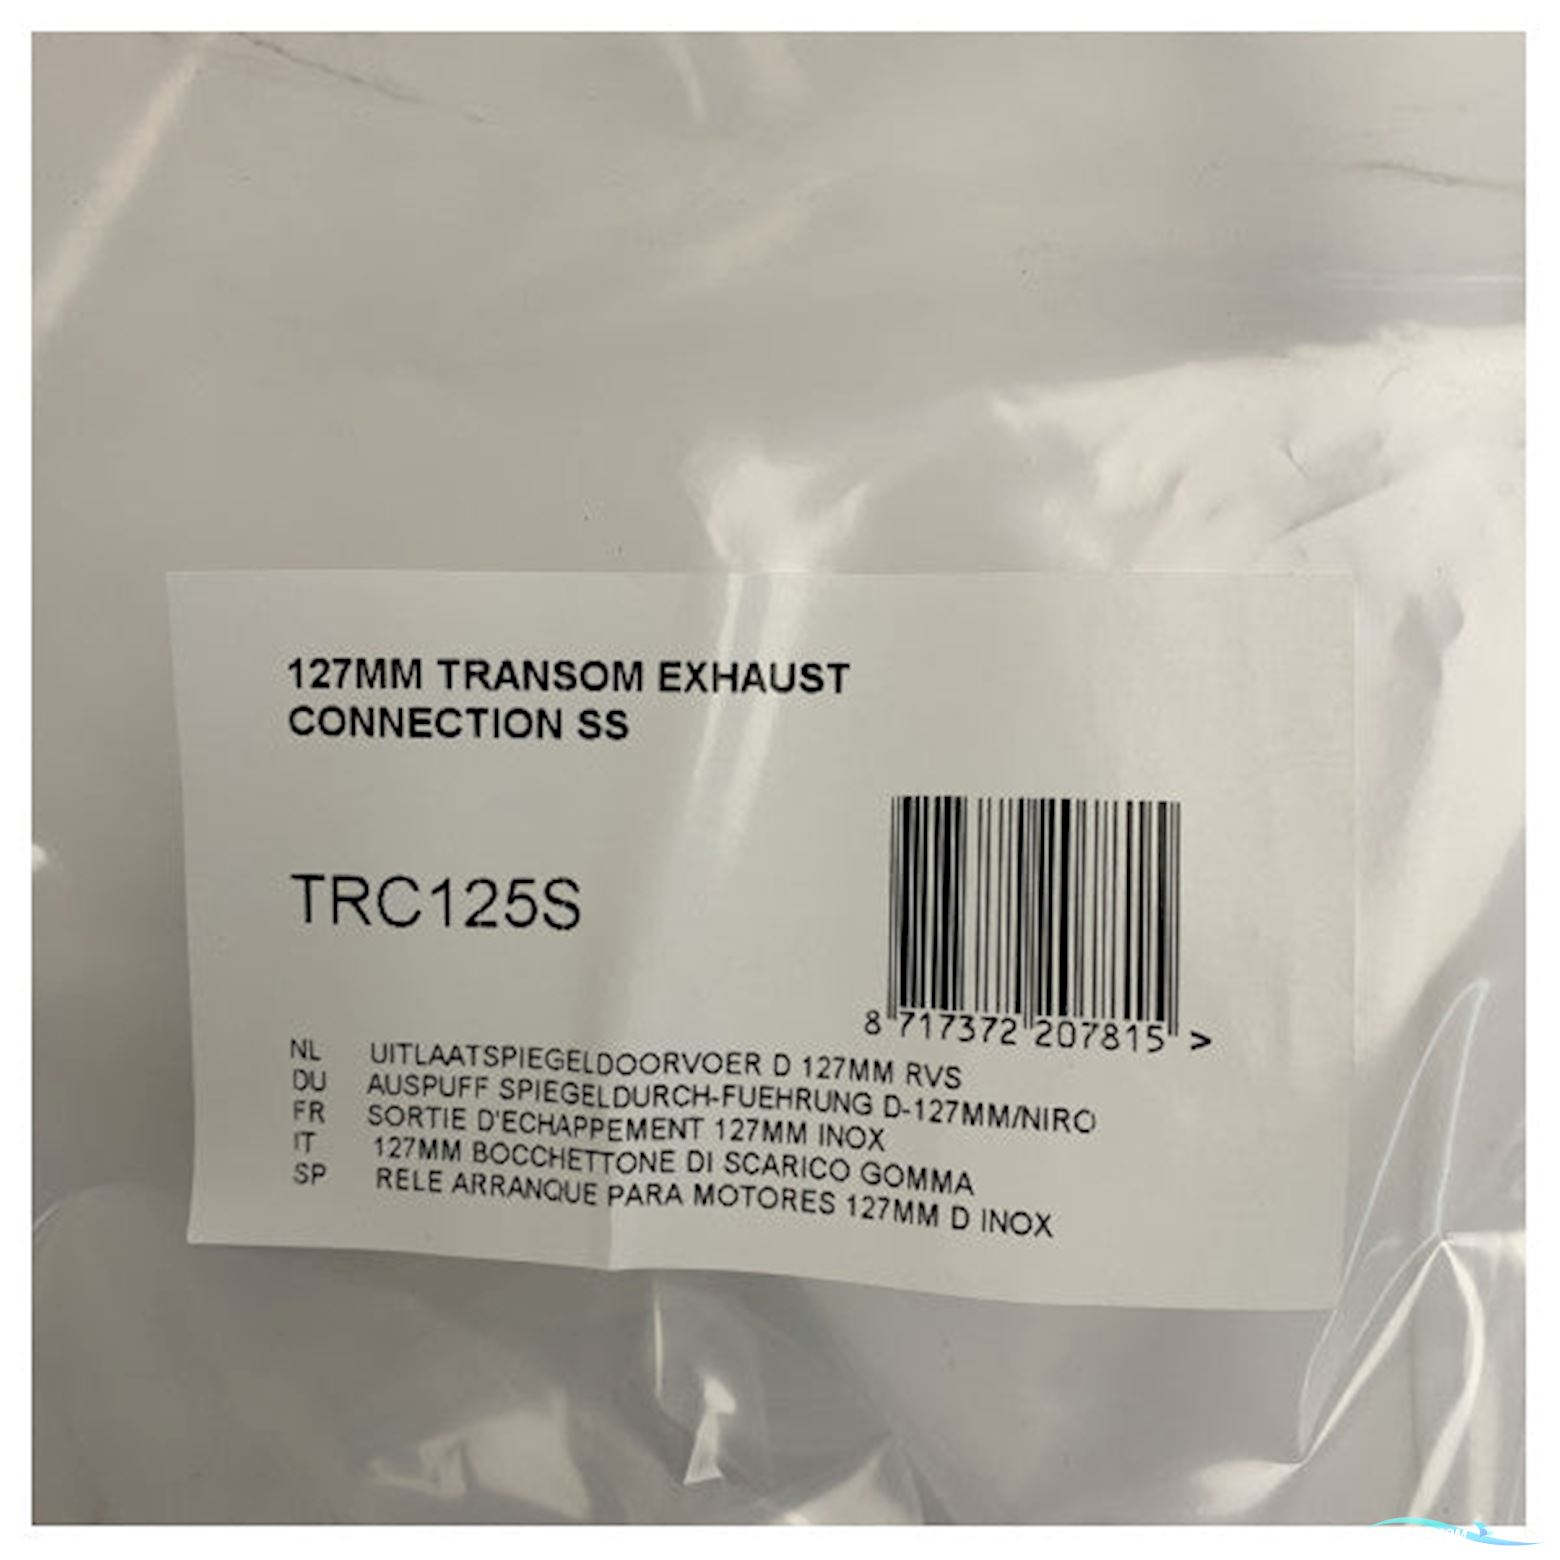 127MM TRANSOM EXHAUST
CONNECTION SS
TRC125S
8 717372 207815 >
NL UITLAATSPIEGELDOORVOER D 127MM RVS
DU AUSPUFF SPIEGELDURCH-FUEHRUNG D-127MM/NIRO
FR SORTIE D'ECHAPPEMENT 127MM INOX
IT 127MM BOCCHETTONE DI SCARICO GOMMA
SP RELE ARRANQUE PARA MOTORES 127MM D INOX